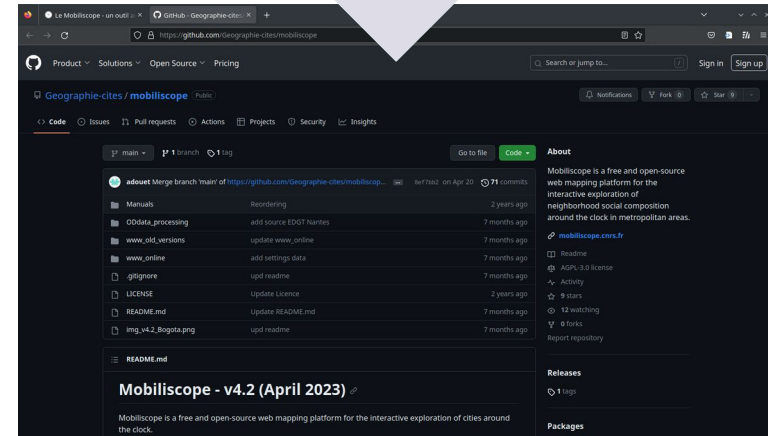 Le Mobiliscope - un outil
GitHub - Geographie-cites
https://github.com/Geographie-cites/mobiliscope
Product
Solutions
Open Source
Pricing
Search or jump to...
/
Sign in
Sign up
Geographie-cites / mobiliscope Public
Notifications
Fork 0
Star 9
Code
Issues
Pull requests
Actions
Projects
Security
Insights
main
1 branch
1 tag
Go to file
Code
adouet Merge branch 'main' of https://github.com/Geographie-cites/mobiliscop... on Apr 20 71 commits
Manuals Reordering 2 years ago
ODdata_processing add source EDGT Nantes 7 months ago
www_old_versions update www_online 7 months ago
www_online add settings data 7 months ago
.gitignore upd readme 7 months ago
LICENSE Update Licence 2 years ago
README.md Update README.md 7 months ago
img_v4.2_Bogota.png upd readme 7 months ago
README.md
Mobiliscope - v4.2 (April 2023)
Mobiliscope is a free and open-source web mapping platform for the interactive exploration of cities around
the clock.
About
Mobiliscope is a free and open-source
web mapping platform for the
interactive exploration of
neighborhood social composition
around the clock in metropolitan areas.
mobiliscope.cnrs.fr
Readme
AGPL-3.0 license
Activity
9 stars
12 watching
0 forks
Report repository
Releases
1 tags
Packages